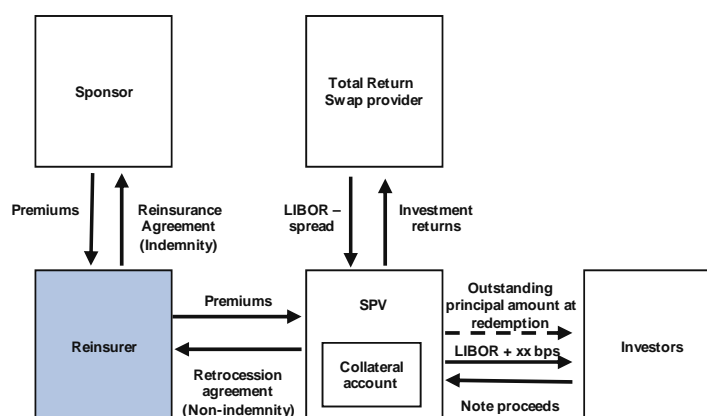 Sponsor
Total Return
Swap provider
Premiums
Reinsurance
Agreement
(Indemnity)
LIBOR –
spread
Investment
returns
Reinsurer
Premiums
Retrocession
agreement
(Non-indemnity)
SPV
Collateral
account
Outstanding
principal amount at
redemption
LIBOR + xx bps
Note proceeds
Investors